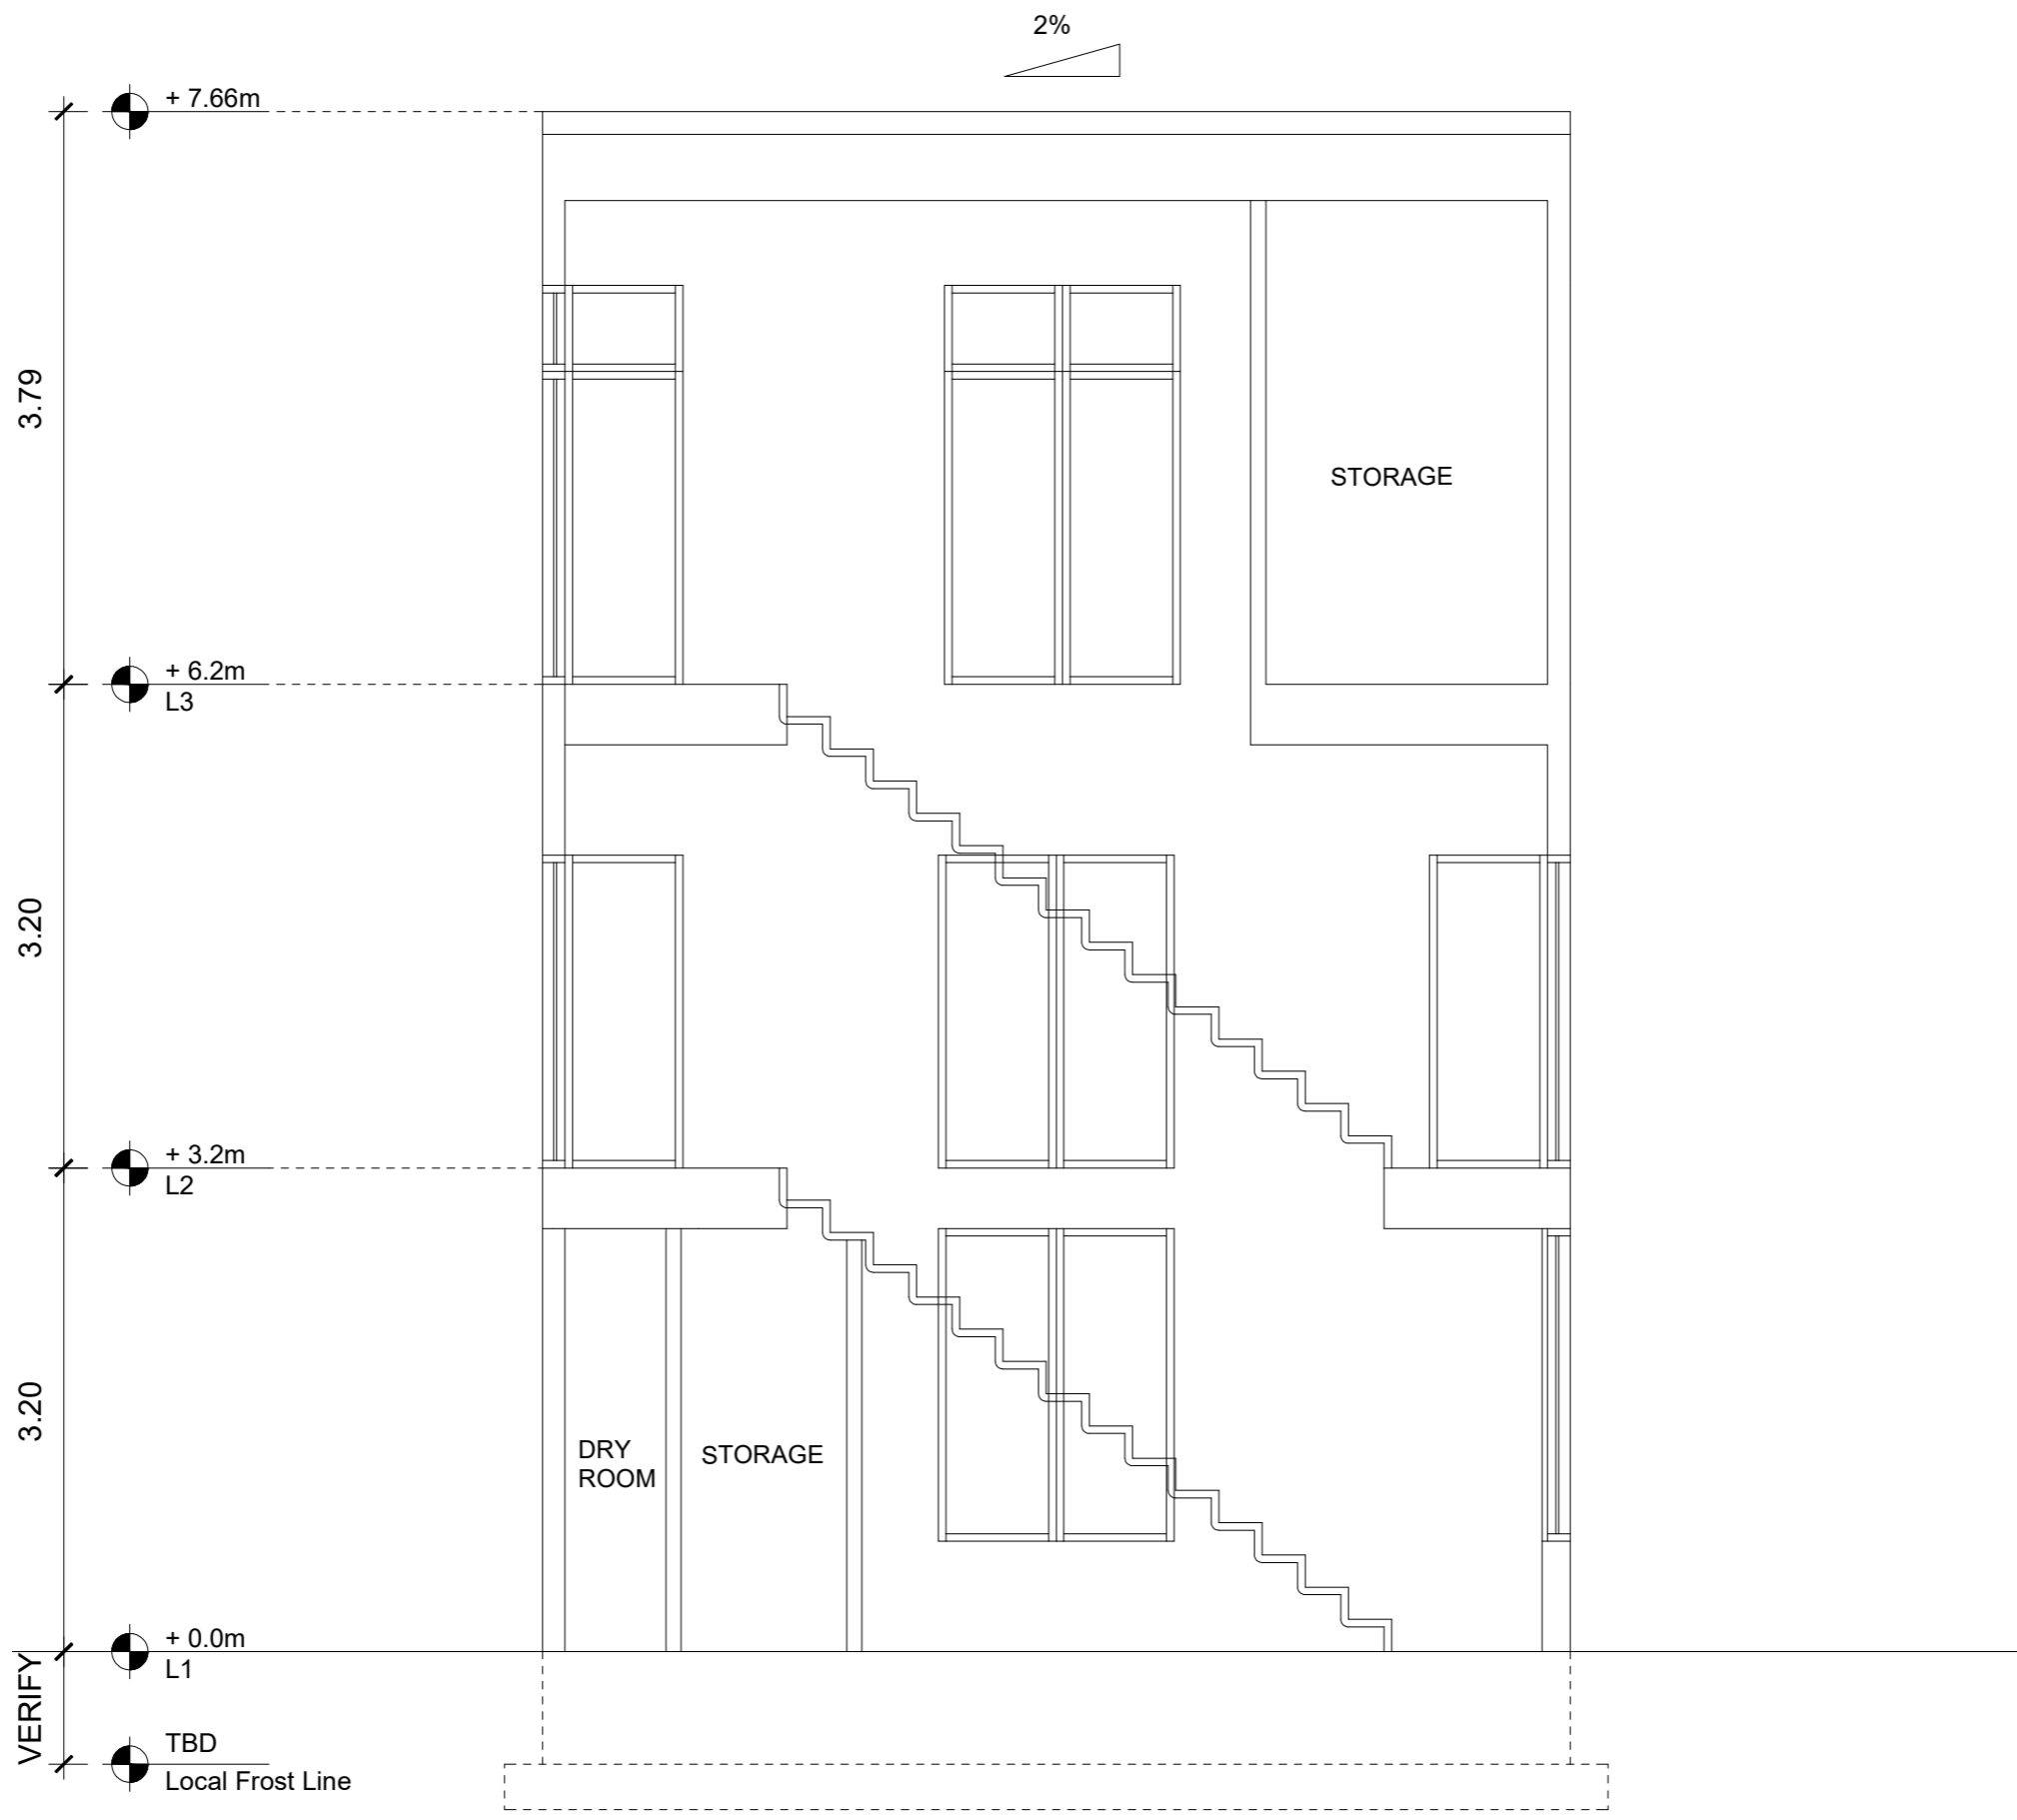 2%
+ 7.66m
3.79
STORAGE
+ 6.2m
L3
3.20
+ 3.2m
L2
3.20
DRY
ROOM
STORAGE
+ 0.0m
L1
VERIFY
TBD
Local Frost Line